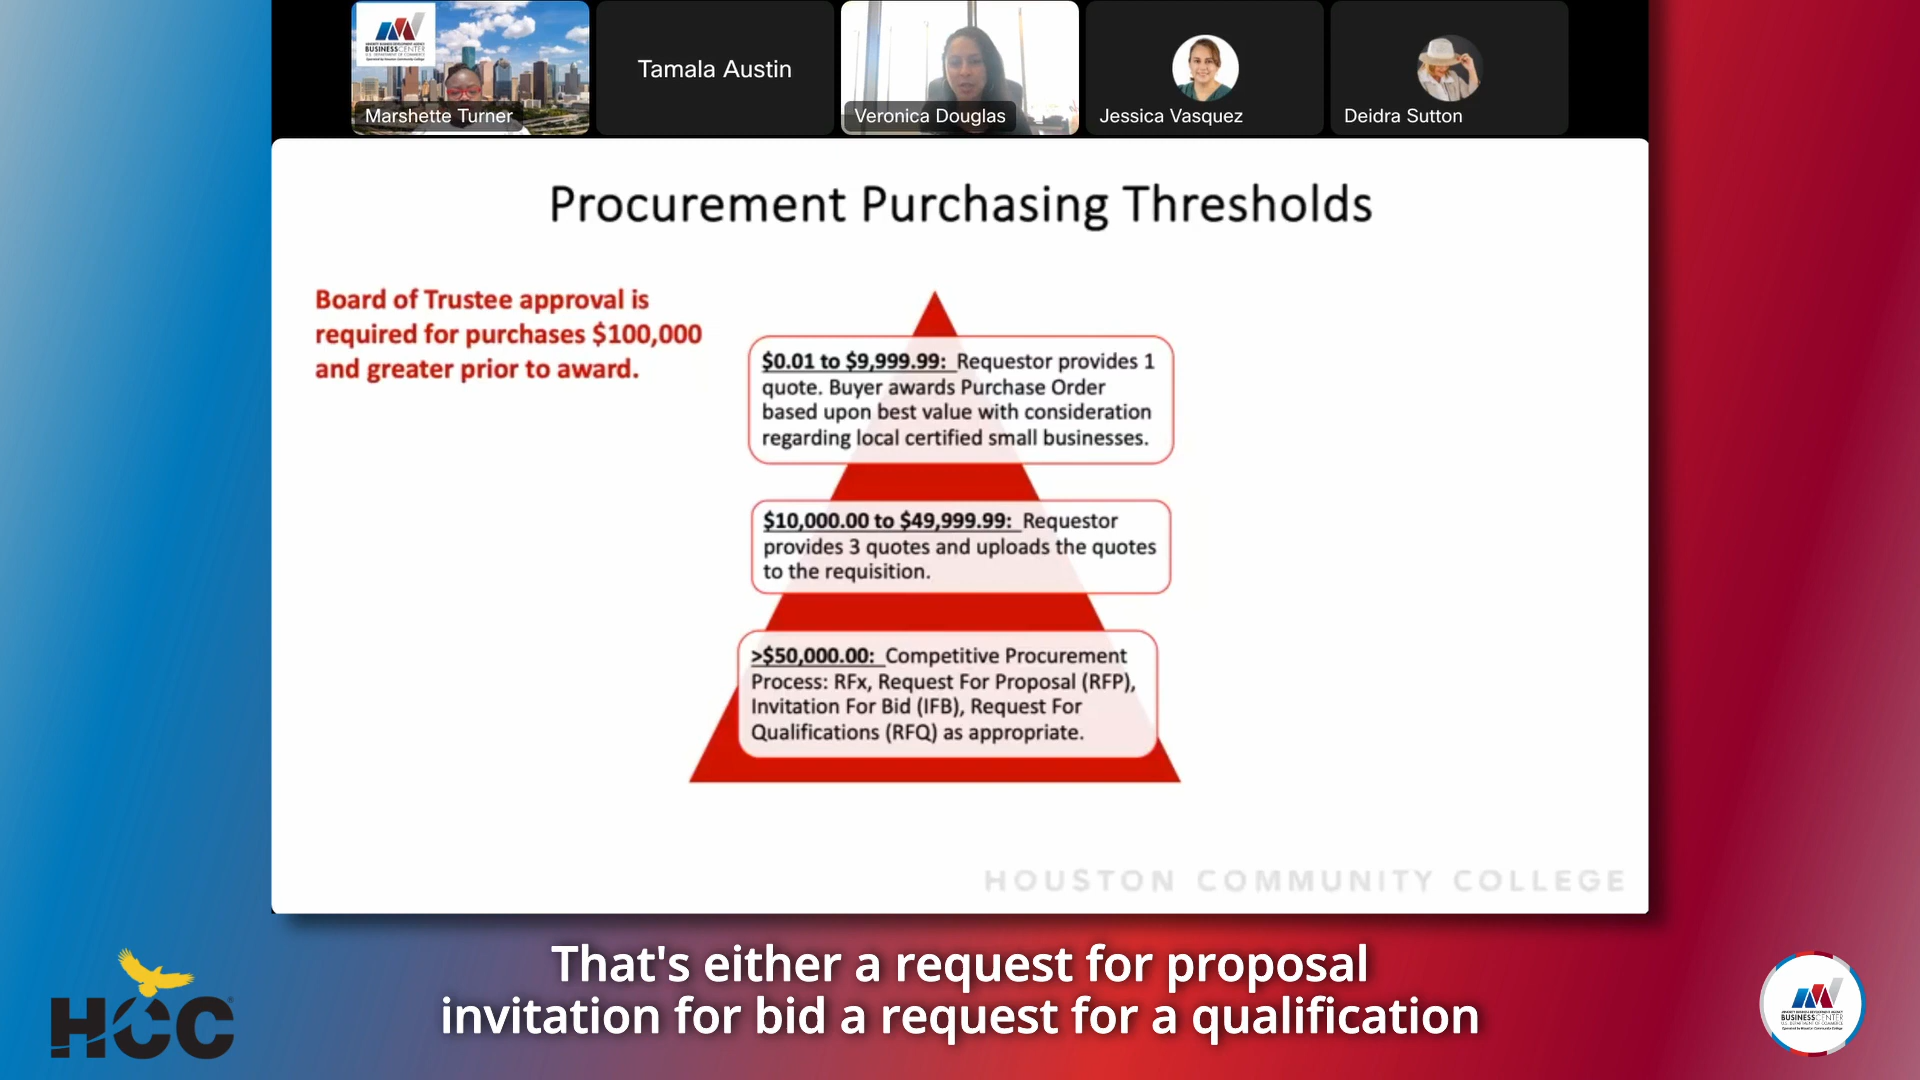 BUSINESSCENTER
Marshette Turner
Tamala Austin
Veronica Douglas
Jessica Vasquez
Deidra Sutton
Procurement Purchasing Thresholds
Board of Trustee approval is
required for purchases $100,000
and greater prior to award.
$0.01 to $9,999.99: Requestor provides 1
quote. Buyer awards Purchase Order
based upon best value with consideration
regarding local certified small businesses.
$10,000.00 to $49,999.99: Requestor
provides 3 quotes and uploads the quotes
to the requisition.
>$50,000.00: Competitive Procurement
Process: RFx, Request For Proposal (RFP),
Invitation For Bid (IFB), Request For
Qualifications (RFQ) as appropriate.
HOUSTON COMMUNITY COLLEGE
That's either a request for proposal
invitation for bid a request for a qualification
HCC
BUSINESSCENTER